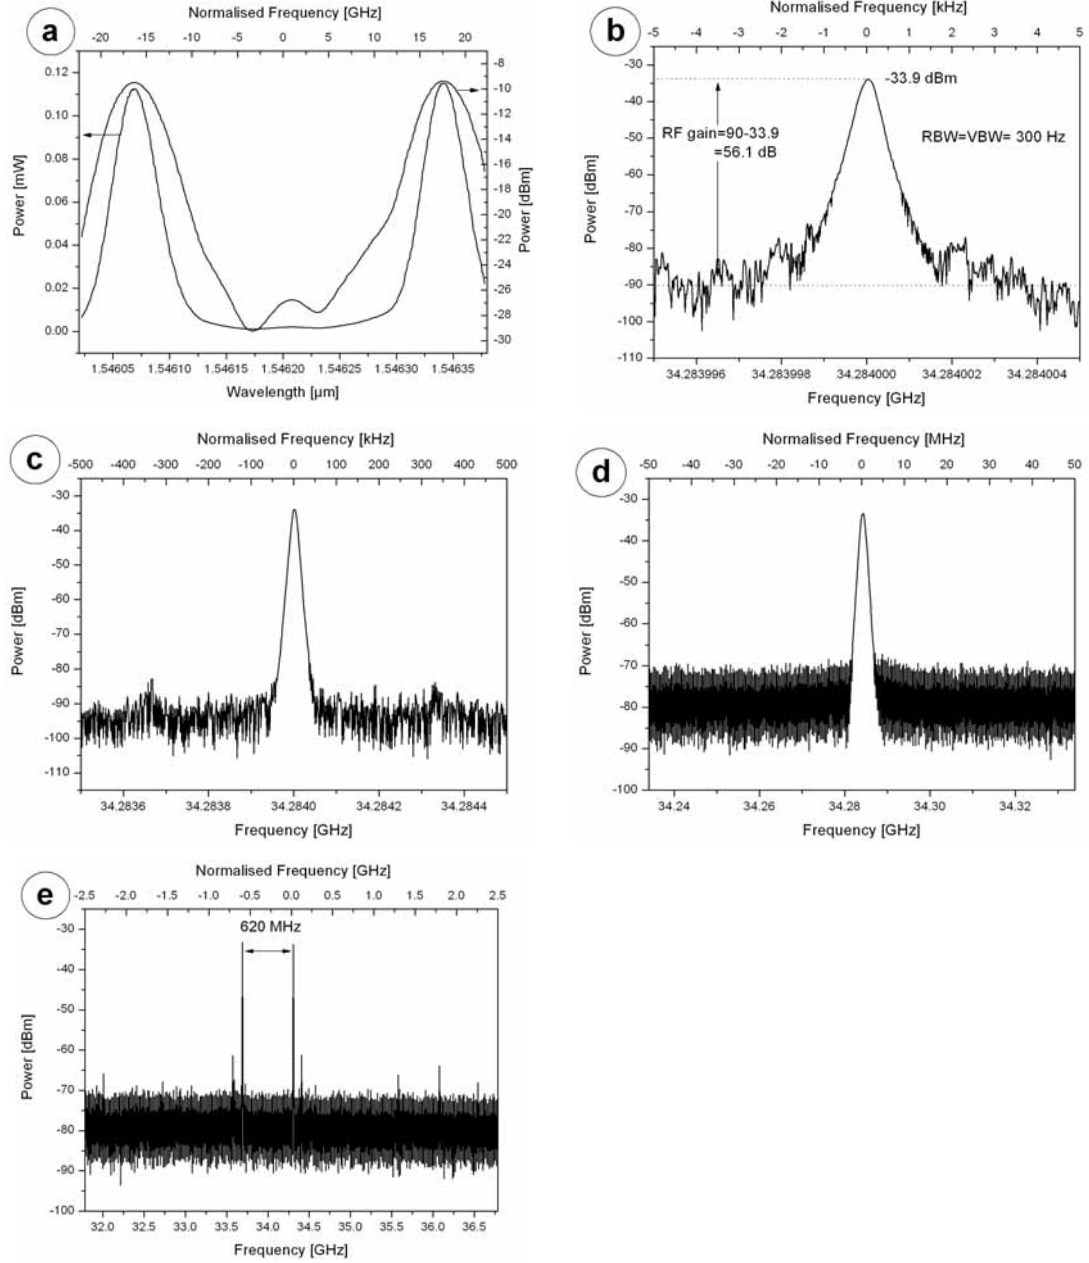 a
Normalised Frequency [GHz]
-20 -15 -10 -5 0 5 10 15 20
0.12
0.10
0.08
0.06
0.04
0.02
0.00
Power [mW]
-8
-10
-12
-14
-16
-18
-20
-22
-24
-26
-28
-30
Power [dBm]
1.54605 1.54610 1.54615 1.54620 1.54625 1.54630 1.54635
Wavelength [µm]
b
Normalised Frequency [kHz]
-5 -4 -3 -2 -1 0 1 2 3 4 5
-30
-40
-50
-60
-70
-80
-90
-100
-110
Power [dBm]
-33.9 dBm
RF gain=90-33.9
=56.1 dB
RBW=VBW= 300 Hz
34.283996 34.283998 34.284000 34.284002 34.284004
Frequency [GHz]
c
Normalised Frequency [kHz]
-500 -400 -300 -200 -100 0 100 200 300 400 500
-30
-40
-50
-60
-70
-80
-90
-100
-110
Power [dBm]
34.2836 34.2838 34.2840 34.2842 34.2844
Frequency [GHz]
d
Normalised Frequency [MHz]
-50 -40 -30 -20 -10 0 10 20 30 40 50
-30
-40
-50
-60
-70
-80
-90
-100
Power [dBm]
34.24 34.26 34.28 34.30 34.32
Frequency [GHz]
e
Normalised Frequency [GHz]
-2.5 -2.0 -1.5 -1.0 -0.5 0.0 0.5 1.0 1.5 2.0 2.5
620 MHz
-30
-40
-50
-60
-70
-80
-90
-100
Power [dBm]
32.0 32.5 33.0 33.5 34.0 34.5 35.0 35.5 36.0 36.5
Frequency [GHz]